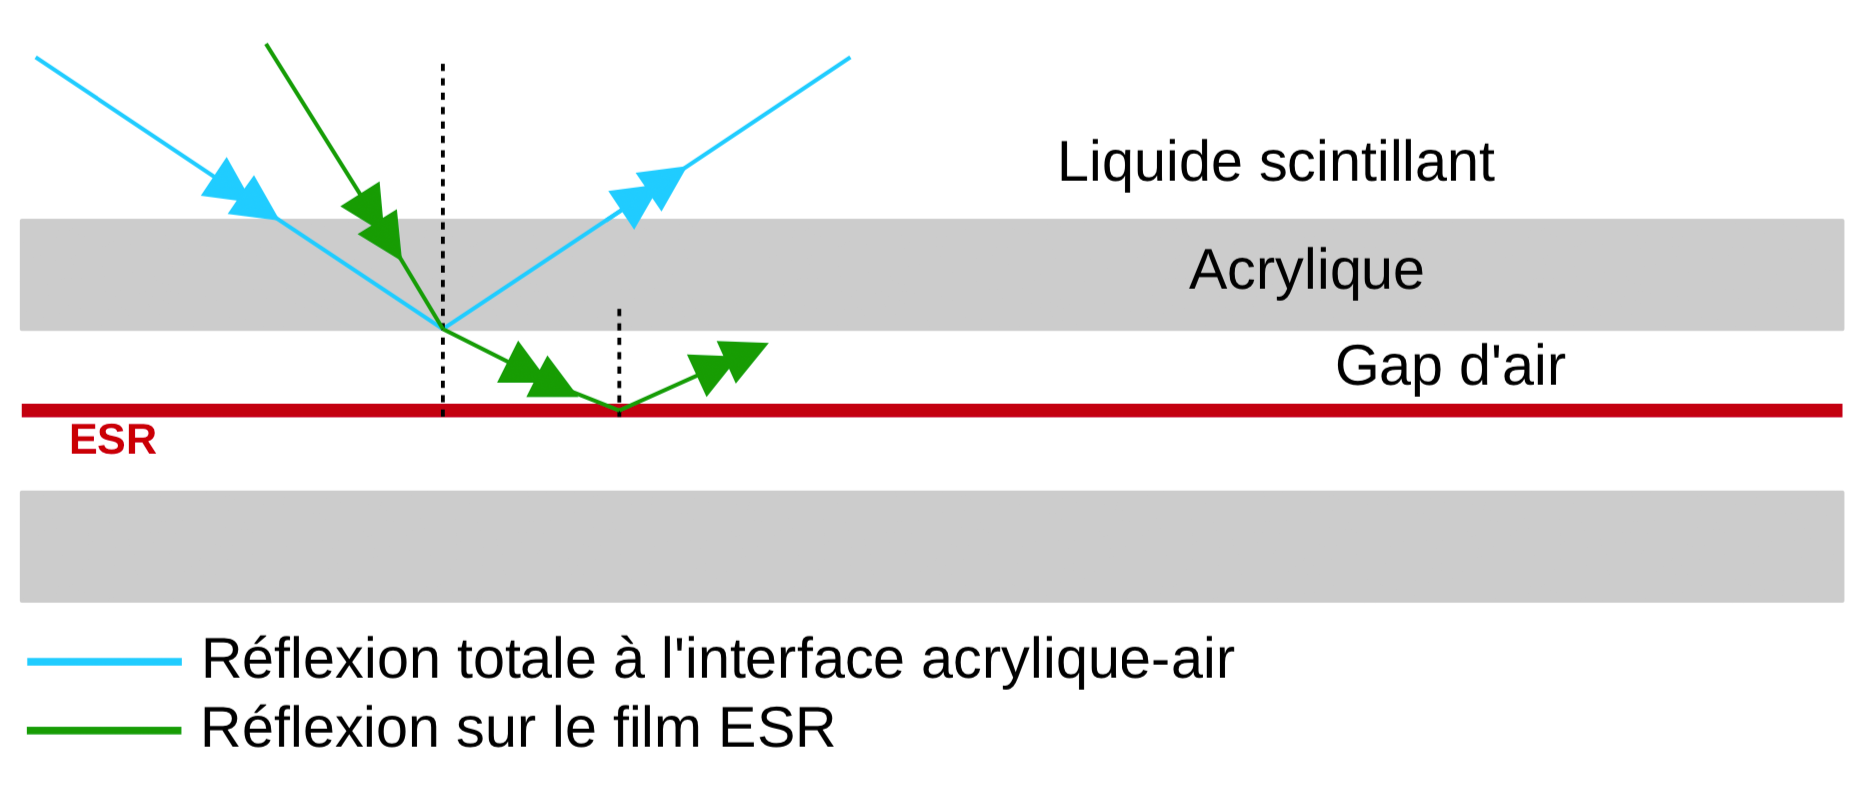 Liquide scintillant
Acrylique
Gap d'air
ESR
Réflexion totale à l'interface acrylique-air
Réflexion sur le film ESR